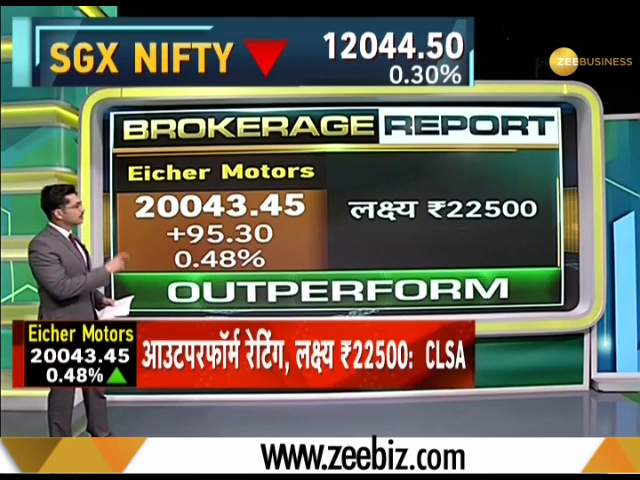 SGX NIFTY 12044.50
0.30%
ZEEBUSINESS
BROKERAGE REPORT
Eicher Motors
20043.45
+95.30
0.48%
लक्ष्य ₹22500
OUTPERFORM
Eicher Motors
20043.45
0.48%
आउटपरफॉर्म रेटिंग, लक्ष्य ₹22500: CLSA
www.zeebiz.com